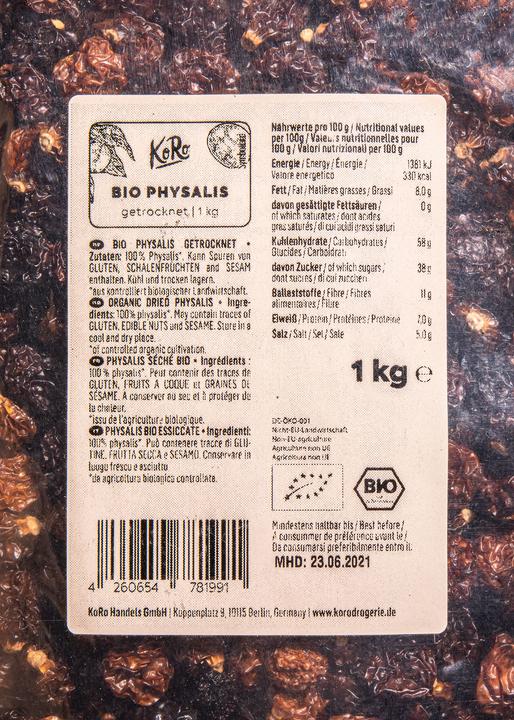 KoRo
BIO PHYSALIS
getrocknet | 1 kg
BIO PHYSALIS GETROCKNET •
Zutaten: 100% Physalis*. Kann Spuren von
GLUTEN, SCHALENFRÜCHTEN und SESAM
enthalten. Kühl und trocken lagern.
*aus kontrolliert biologischer Landwirtschaft.
ORGANIC DRIED PHYSALIS • Ingre-
dients: 100% physalis*. May contain traces of
GLUTEN, EDIBLE NUTS and SESAME. Store in a
cool and dry place.
*of controlled organic cultivation.
PHYSALIS SÉCHÉ BIO • Ingrédients :
100 % physalis*. Peut contenir des traces de
GLUTEN, FRUITS À COQUE et GRAINES DE
SÉSAME. À conserver au sec et à protéger de
la chaleur.
*issu de l'agriculture biologique.
PHYSALIS BIO ESSICCATE • Ingredienti:
100% physalis*. Può contenere tracce di GLU-
TINE, FRUTTA SECCA e SESAMO. Conservare in
luogo fresco e asciutto
*da agricoltura biologica controllata.
4 260654 781991
KoRo Handels GmbH | Koppenplatz 9, 10115 Berlin, Germany | www.korodrogerie.de
Nährwerte pro 100 g / Nutritional values
per 100g / Valeurs nutritionnelles pour
100 g / Valori nutrizionali per 100 g
Energie / Energy / Énergie / 1381 kJ
Valore energetico 330 kcal
Fett / Fat / Matières grasses / Grassi 8,0 g
davon gesättigte Fettsäuren / 0 g
of which saturates / dont acides
gras saturés / di cui acidi grassi saturi
Kohlenhydrate / Carbohydrates / 58 g
Glucides / Carboidrati
davon Zucker / of which sugars / 38 g
dont sucres / di cui zuccheri
Ballaststoffe / Fibre / Fibres 11 g
alimentaires / Fibre
Eiweiß / Protein / Protéines / Proteine 7,0 g
Salz / Salt / Sel / Sale 5,0 g
1 kg e
DE-ÖKO-001
Nicht-EU-Landwirtschaft
Non-EU agriculture
Agriculture non UE
Agricoltura non UE
BIO
Mindestens haltbar bis / Best before /
À consommer de préférence avant le /
Da consumarsi preferibilmente entro il:
MHD: 23.06.2021